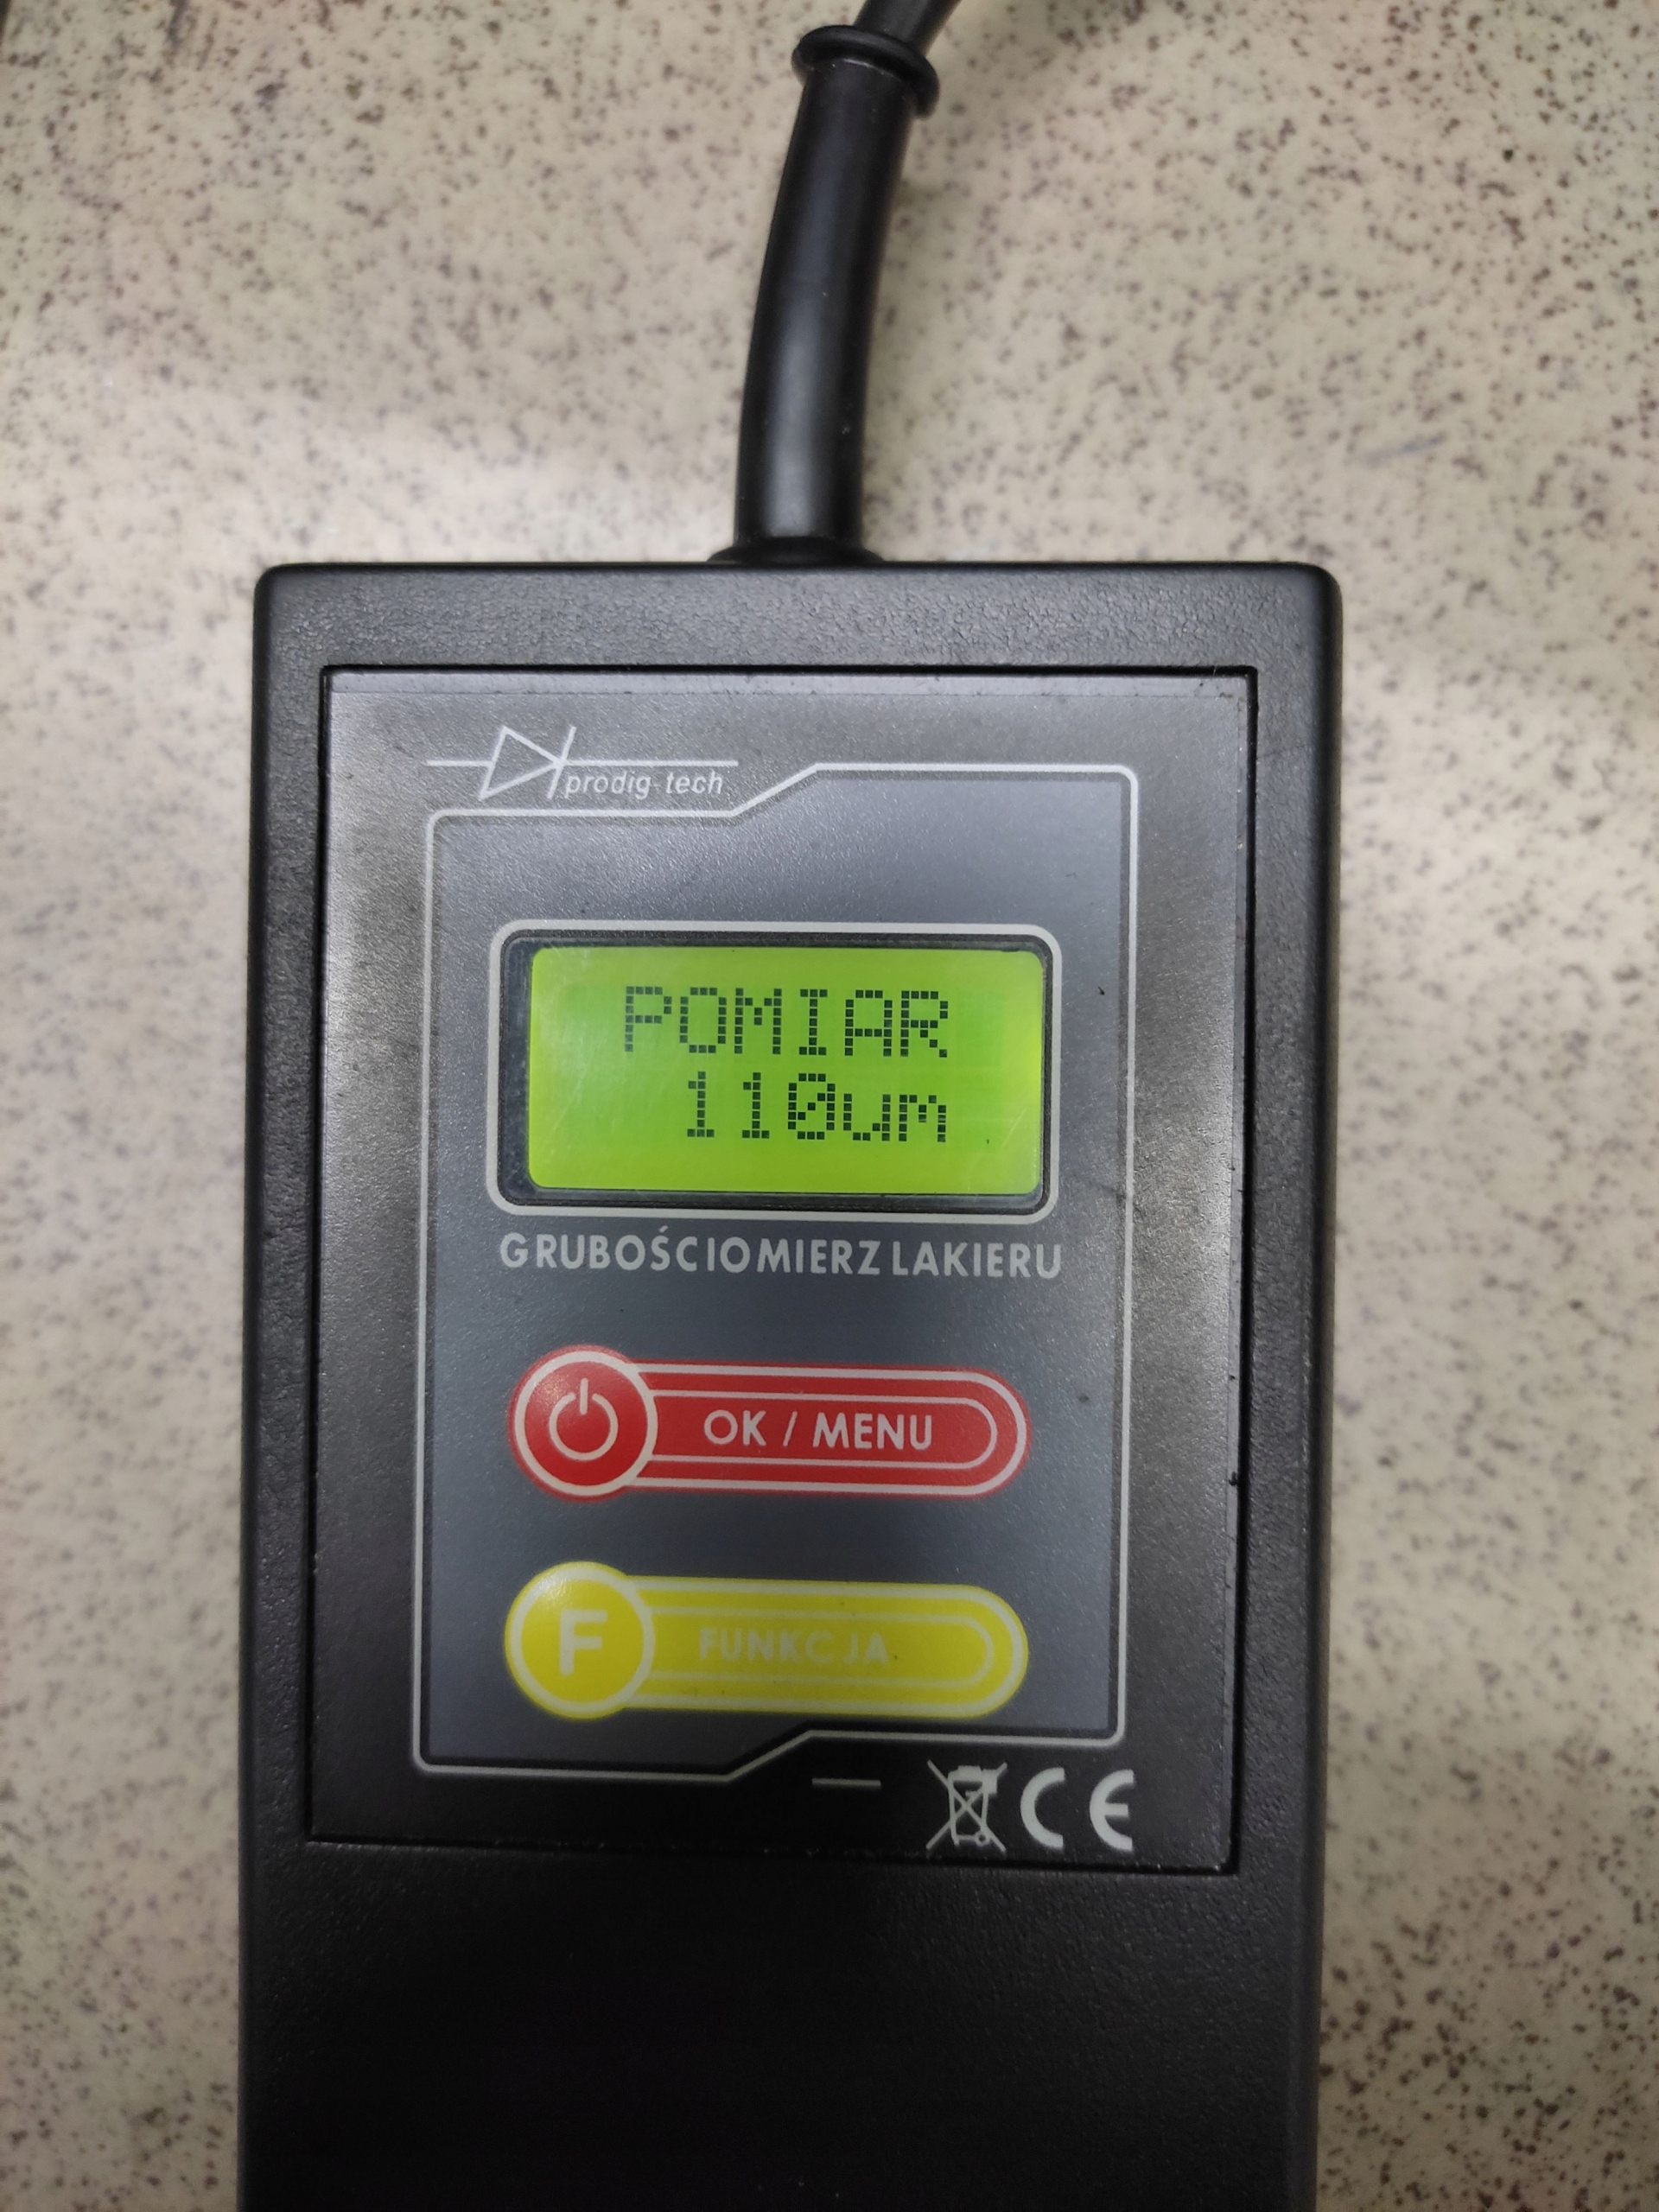 prodig-tech
POMIAR
110um
GRUBOŚCIOMIERZ LAKIERU
OK / MENU
F FUNKCJA
CE